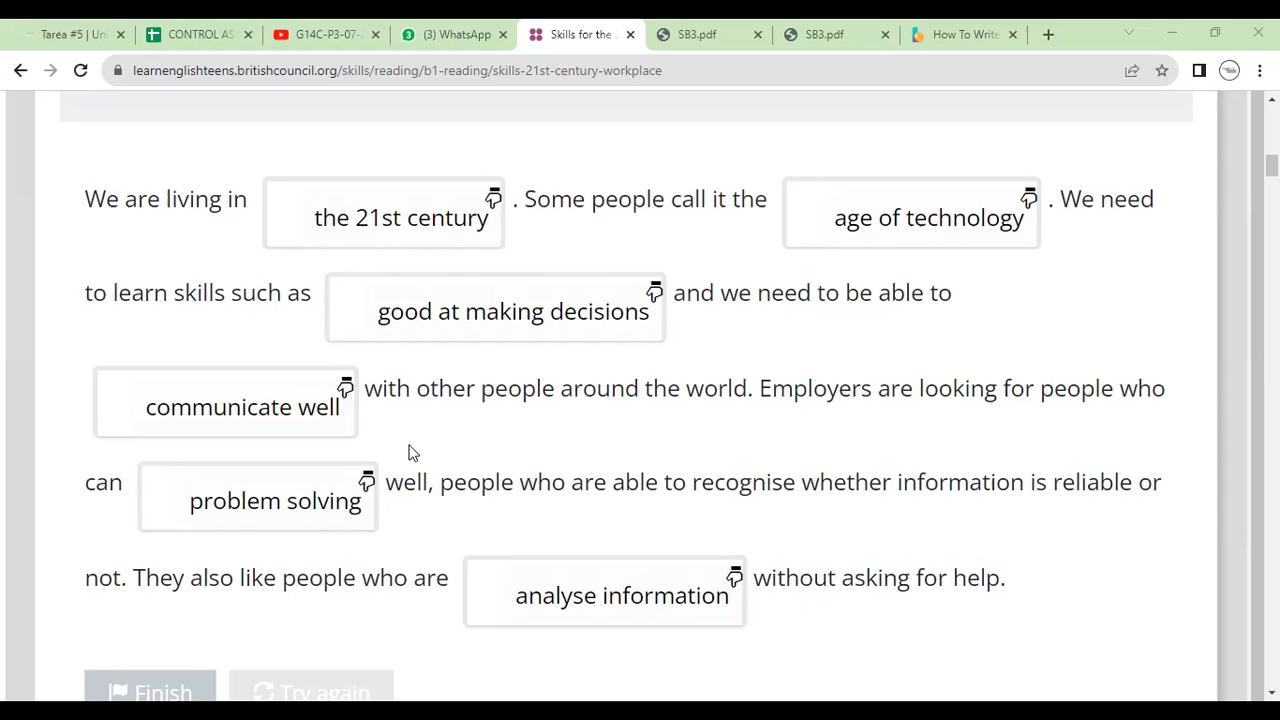 Tarea #5 | Un
CONTROL AS
G14C-P3-07-
(3) WhatsApp
Skills for the
SB3.pdf
SB3.pdf
How To Write
learnenglishteens.britishcouncil.org/skills/reading/b1-reading/skills-21st-century-workplace
We are living in the 21st century . Some people call it the age of technology . We need
to learn skills such as good at making decisions and we need to be able to
communicate well with other people around the world. Employers are looking for people who
can problem solving well, people who are able to recognise whether information is reliable or
not. They also like people who are analyse information without asking for help.
Finish Try again